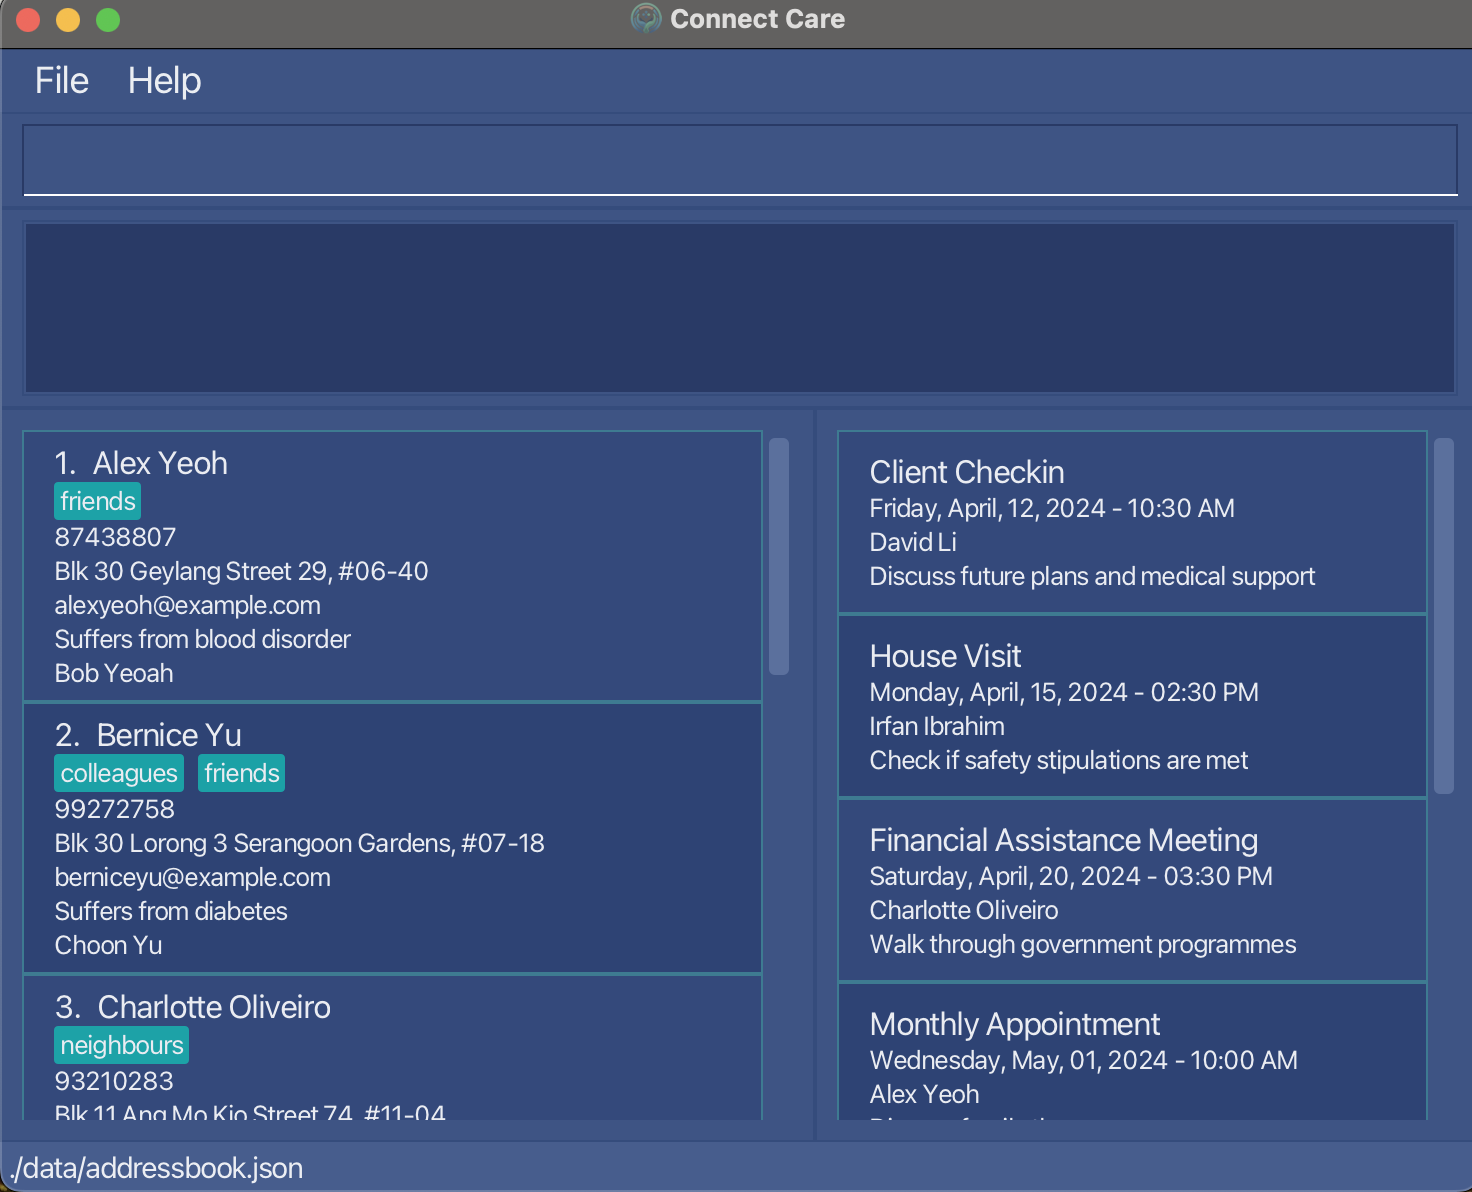 Connect Care
File Help
1. Alex Yeoh
friends
87438807
Blk 30 Geylang Street 29, #06-40
alexyeoh@example.com
Suffers from blood disorder
Bob Yeoah
2. Bernice Yu
colleagues friends
99272758
Blk 30 Lorong 3 Serangoon Gardens, #07-18
berniceyu@example.com
Suffers from diabetes
Choon Yu
3. Charlotte Oliveiro
neighbours
93210283
Blk 11 Ang Mo Kio Street 74, #11-04
Client Checkin
Friday, April, 12, 2024 - 10:30 AM
David Li
Discuss future plans and medical support
House Visit
Monday, April, 15, 2024 - 02:30 PM
Irfan Ibrahim
Check if safety stipulations are met
Financial Assistance Meeting
Saturday, April, 20, 2024 - 03:30 PM
Charlotte Oliveiro
Walk through government programmes
Monthly Appointment
Wednesday, May, 01, 2024 - 10:00 AM
Alex Yeoh
./data/addressbook.json